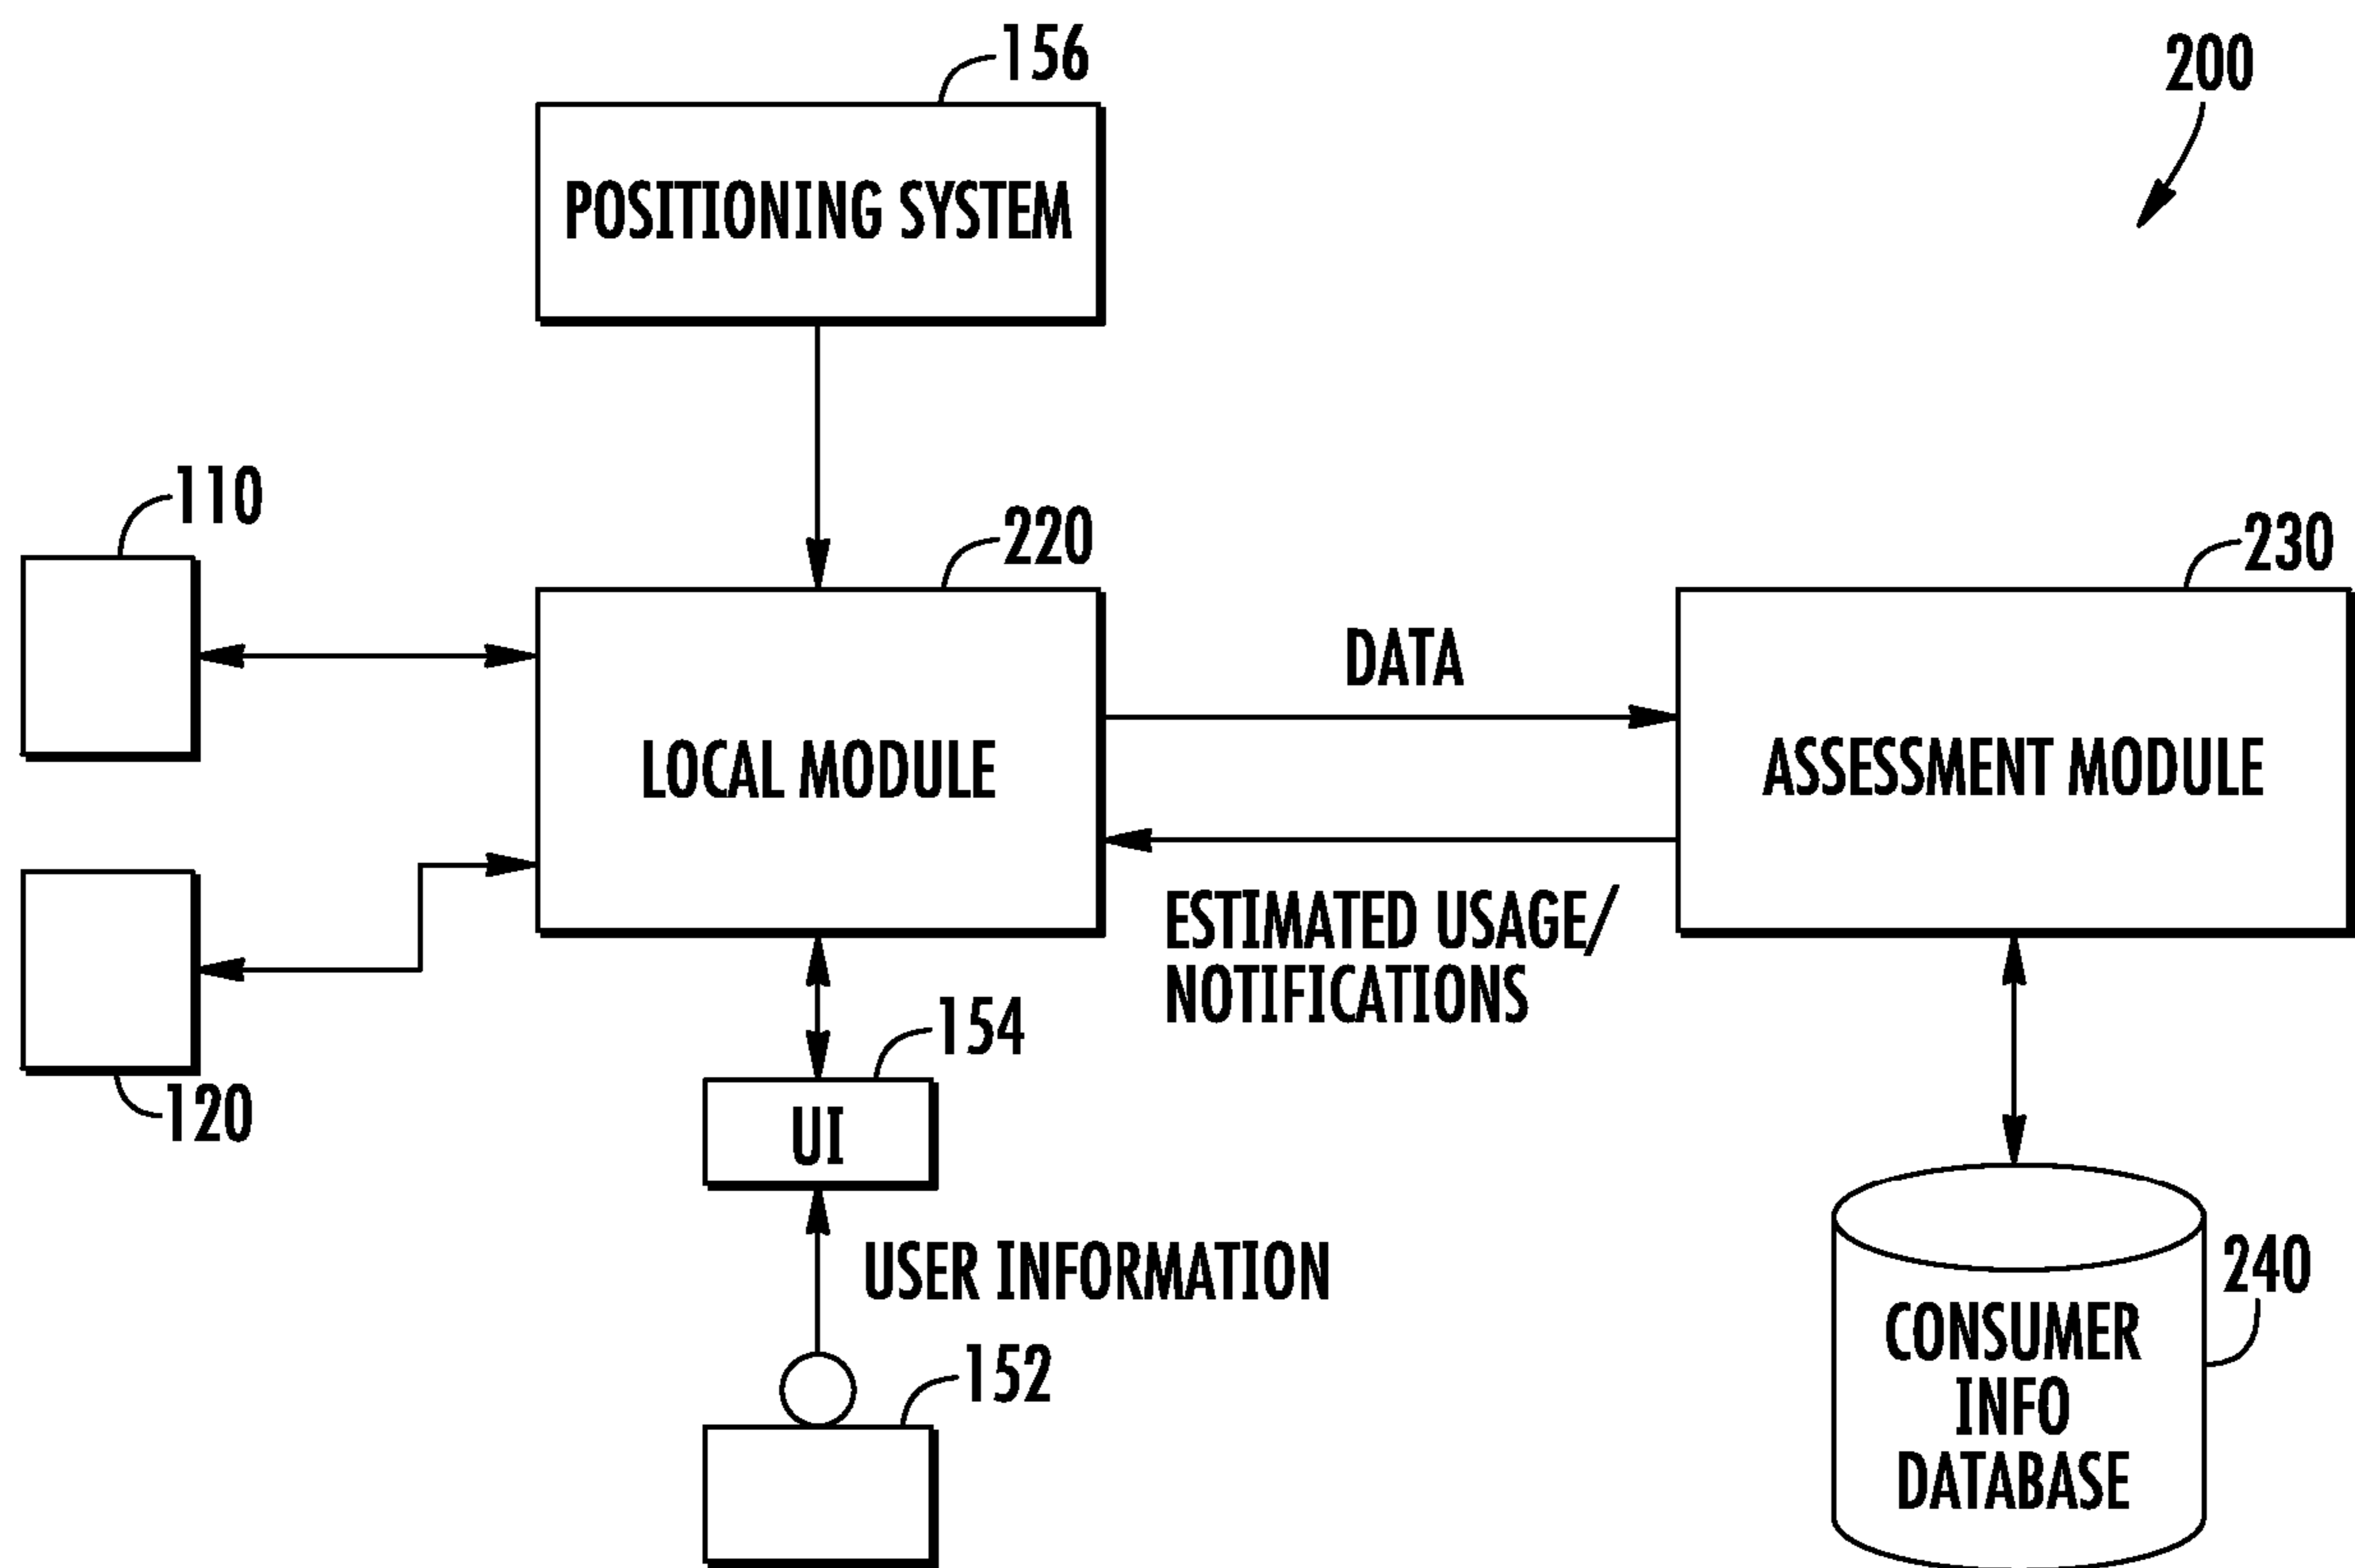 156
200
POSITIONING SYSTEM
110
220
230
DATA
LOCAL MODULE
ASSESSMENT MODULE
ESTIMATED USAGE/
NOTIFICATIONS
154
120
UI
USER INFORMATION
240
152
CONSUMER
INFO
DATABASE